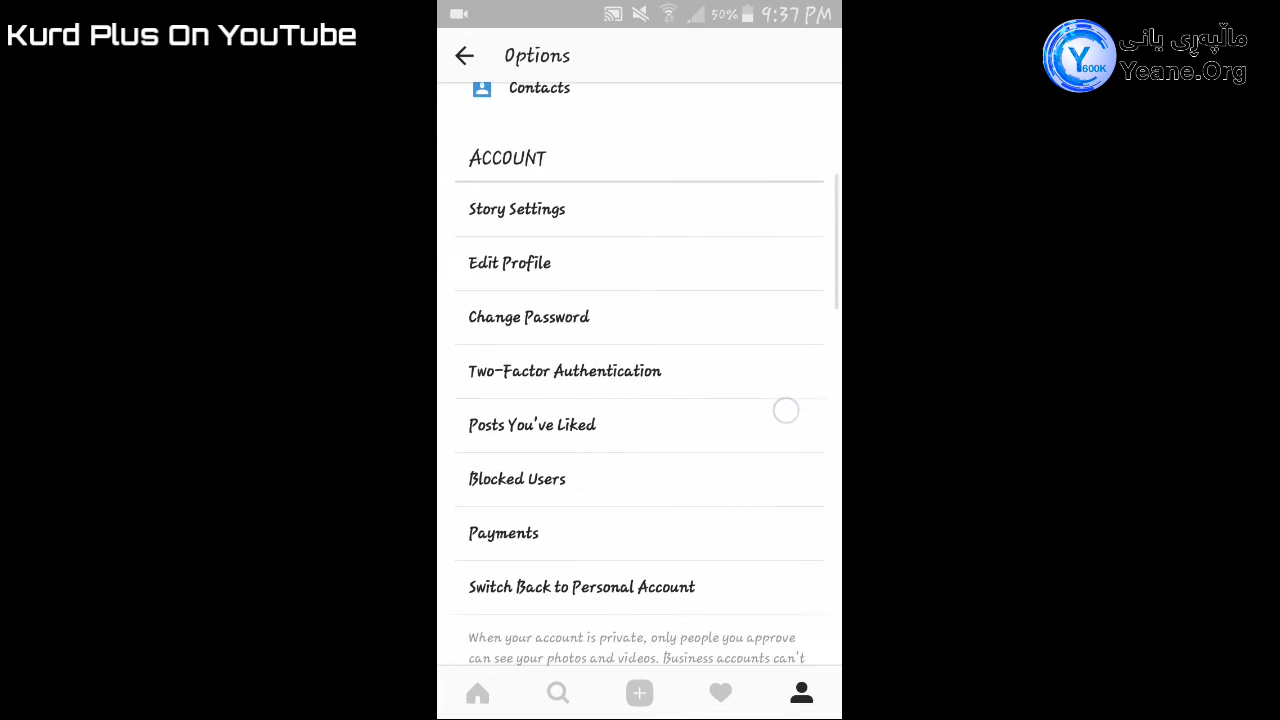 Kurd Plus On YouTube
50% 9:37 PM
Options
Contacts
ACCOUNT
Story Settings
Edit Profile
Change Password
Two-Factor Authentication
Posts You've Liked
Blocked Users
Payments
Switch Back to Personal Account
When your account is private, only people you approve
can see your photos and videos. Business accounts can't
Y
600K
ماڵپەڕی یانی
Yeane.Org